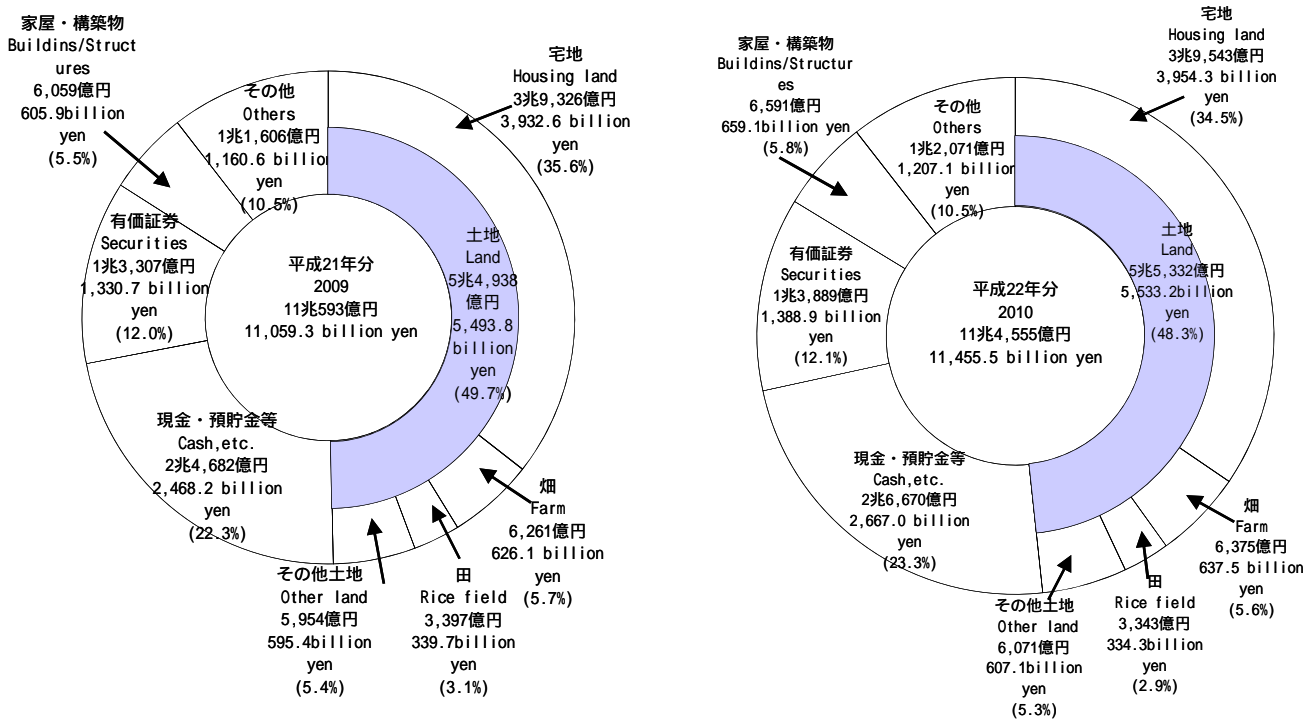 家屋・構築物
Buildins/Struct
ures
6,059億円
605.9billion
yen
(5.5%)
その他
Others
1兆1,606億円
1,160.6 billion
yen
(10.5%)
宅地
Housing land
3兆9,326億円
3,932.6 billion
yen
(35.6%)
有価証券
Securities
1兆3,307億円
1,330.7 billion
yen
(12.0%)
平成21年分
2009
11兆593億円
11,059.3 billion yen
土地
Land
5兆4,938
億円
5,493.8
billion
yen
(49.7%)
現金・預貯金等
Cash,etc.
2兆4,682億円
2,468.2 billion
yen
(22.3%)
畑
Farm
6,261億円
626.1 billion
yen
(5.7%)
その他土地
Other land
5,954億円
595.4billion
yen
(5.4%)
田
Rice field
3,397億円
339.7billion
yen
(3.1%)
家屋・構築物
Buildins/Structur
es
6,591億円
659.1billion yen
(5.8%)
その他
Others
1兆2,071億円
1,207.1 billion
yen
(10.5%)
宅地
Housing land
3兆9,543億円
3,954.3 billion
yen
(34.5%)
有価証券
Securities
1兆3,889億円
1,388.9 billion
yen
(12.1%)
平成22年分
2010
11兆4,555億円
11,455.5 billion yen
土地
Land
5兆5,332億円
5,533.2billion
yen
(48.3%)
現金・預貯金等
Cash,etc.
2兆6,670億円
2,667.0 billion
yen
(23.3%)
畑
Farm
6,375億円
637.5 billion
yen
(5.6%)
その他土地
Other land
6,071億円
607.1billion
yen
(5.3%)
田
Rice field
3,343億円
334.3billion
yen
(2.9%)